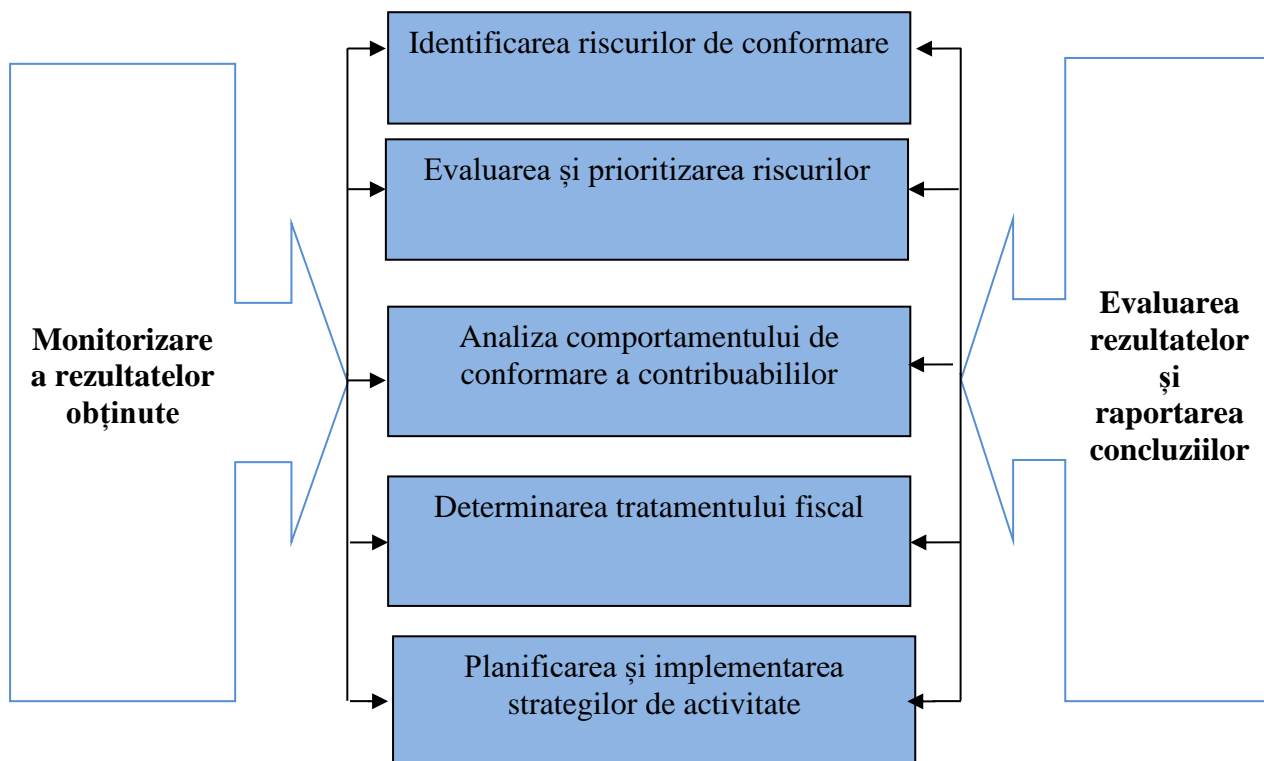 Identificarea riscurilor de conformare
Evaluarea și prioritizarea riscurilor
Monitorizare
a rezultatelor
obținute
Analiza comportamentului de
conformare a contribuabililor
Evaluarea
rezultatelor
și
raportarea
concluziilor
Determinarea tratamentului fiscal
Planificarea și implementarea
strategilor de activitate